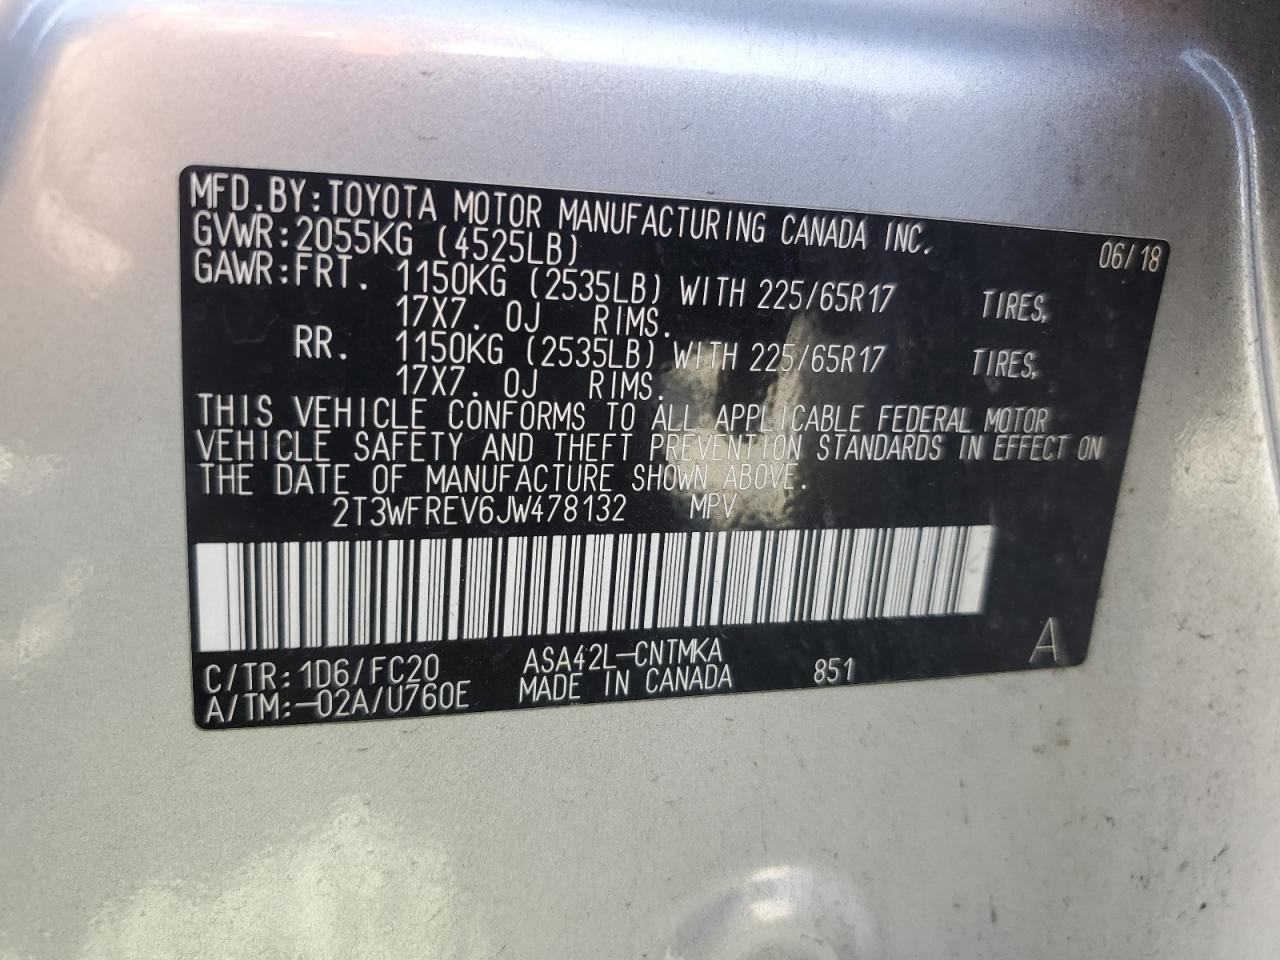 MFD.BY:TOYOTA MOTOR MANUFACTURING CANADA INC. 06/18
GVWR:2055KG (4525LB)
GAWR:FRT. 1150KG (2535LB) WITH 225/65R17 TIRES,
17X7. 0J RIMS.
RR. 1150KG (2535LB) WITH 225/65R17 TIRES,
17X7. 0J RIMS.
THIS VEHICLE CONFORMS TO ALL APPLICABLE FEDERAL MOTOR
VEHICLE SAFETY AND THEFT PREVENTION STANDARDS IN EFFECT ON
THE DATE OF MANUFACTURE SHOWN ABOVE.
2T3WFREV6JW478132 MPV
C/TR:1D6/FC20 ASA42L-CNTMKA 851 A
A/TM:-02A/U760E MADE IN CANADA